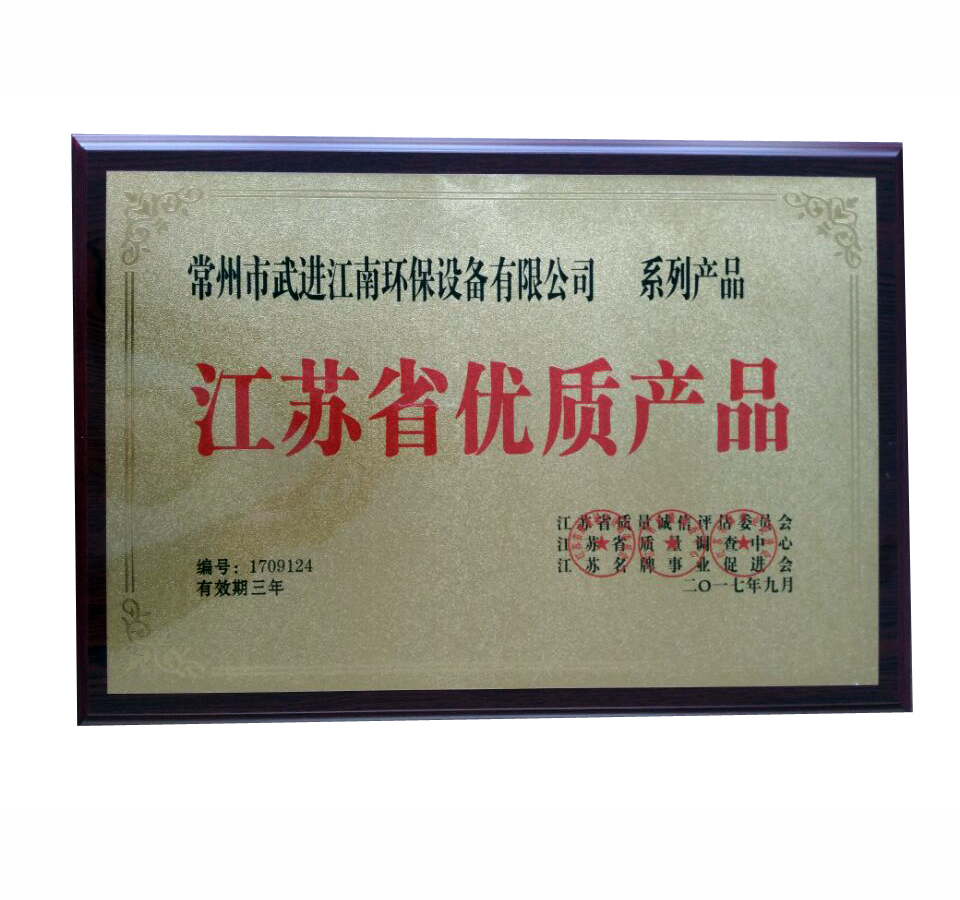 常州市武进江南环保设备有限公司 系列产品
江苏省优质产品
江苏省质量诚信评估委员会
江苏省质量调查中心
江苏名牌事业促进会
二〇一七年九月
编号：1709124
有效期三年